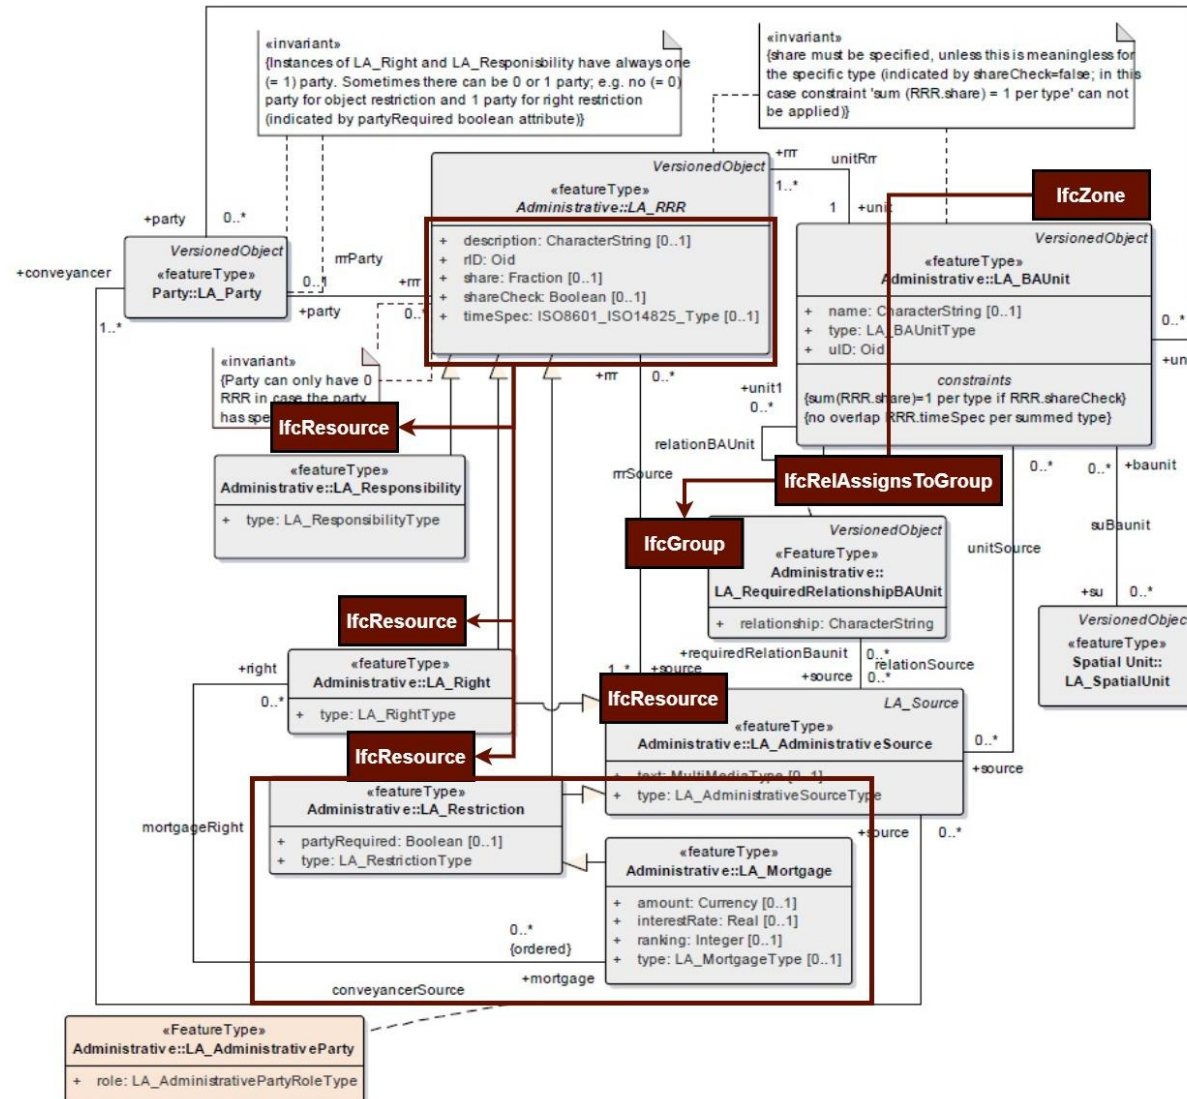 «invariant»
{Instances of LA_Right and LA_Responisbility have always one
(= 1) party. Sometimes there can be 0 or 1 party; e.g. no (= 0)
party for object restriction and 1 party for right restriction
(indicated by partyRequired boolean attribute)}
«invariant»
{share must be specified, unless this is meaningless for
the specific type (indicated by shareCheck=false; in this
case constraint 'sum (RRR.share) = 1 per type' can not
be applied)}
VersionedObject
«featureType»
Administrative::LA_RRR
+ description: CharacterString [0..1]
+ rID: Oid
+ share: Fraction [0..1]
+ shareCheck: Boolean [0..1]
+ timeSpec: ISO8601_ISO14825_Type [0..1]
+rrr
unitRrr
1..*
1
+unit
IfcZone
+party
0..*
VersionedObject
«featureType»
Party::LA_Party
+conveyancer
1..*
rrrParty
0..1
+party
+rrr
0..*
VersionedObject
«featureType»
Administrative::LA_BAUnit
+ name: CharacterString [0..1]
+ type: LA_BAUnitType
+ uID: Oid
constraints
{sum(RRR.share)=1 per type if RRR.shareCheck}
{no overlap RRR.timeSpec per summed type}
0..*
+un
«invariant»
{Party can only have 0
RRR in case the party
has spe
IfcResource
+rrr
0..*
+unit1
0..*
relationBAUnit
«featureType»
Administrative::LA_Responsibility
+ type: LA_ResponsibilityType
rrrSource
IfcRelAssignsToGroup
IfcGroup
0..*
0..*
+baunit
unitSource
suBaunit
+su
0..*
VersionedObject
«FeatureType»
Administrative::
LA_RequiredRelationshipBAUnit
+ relationship: CharacterString
VersionedObject
«featureType»
Spatial Unit::
LA_SpatialUnit
IfcResource
+right
0..*
«featureType»
Administrative::LA_Right
+ type: LA_RightType
+requiredRelationBaunit
0..*
relationSource
1..*
+source
+source
0..*
IfcResource
LA_Source
«featureType»
Administrative::LA_AdministrativeSource
+ text: MultiMediaType [0..1]
+ type: LA_AdministrativeSourceType
0..*
+source
IfcResource
«featureType»
Administrative::LA_Restriction
+ partyRequired: Boolean [0..1]
+ type: LA_RestrictionType
mortgageRight
+source
0..*
«featureType»
Administrative::LA_Mortgage
+ amount: Currency [0..1]
+ interestRate: Real [0..1]
+ ranking: Integer [0..1]
+ type: LA_MortgageType [0..1]
0..*
{ordered}
+mortgage
conveyancerSource
«FeatureType»
Administrative::LA_AdministrativeParty
+ role: LA_AdministrativePartyRoleType